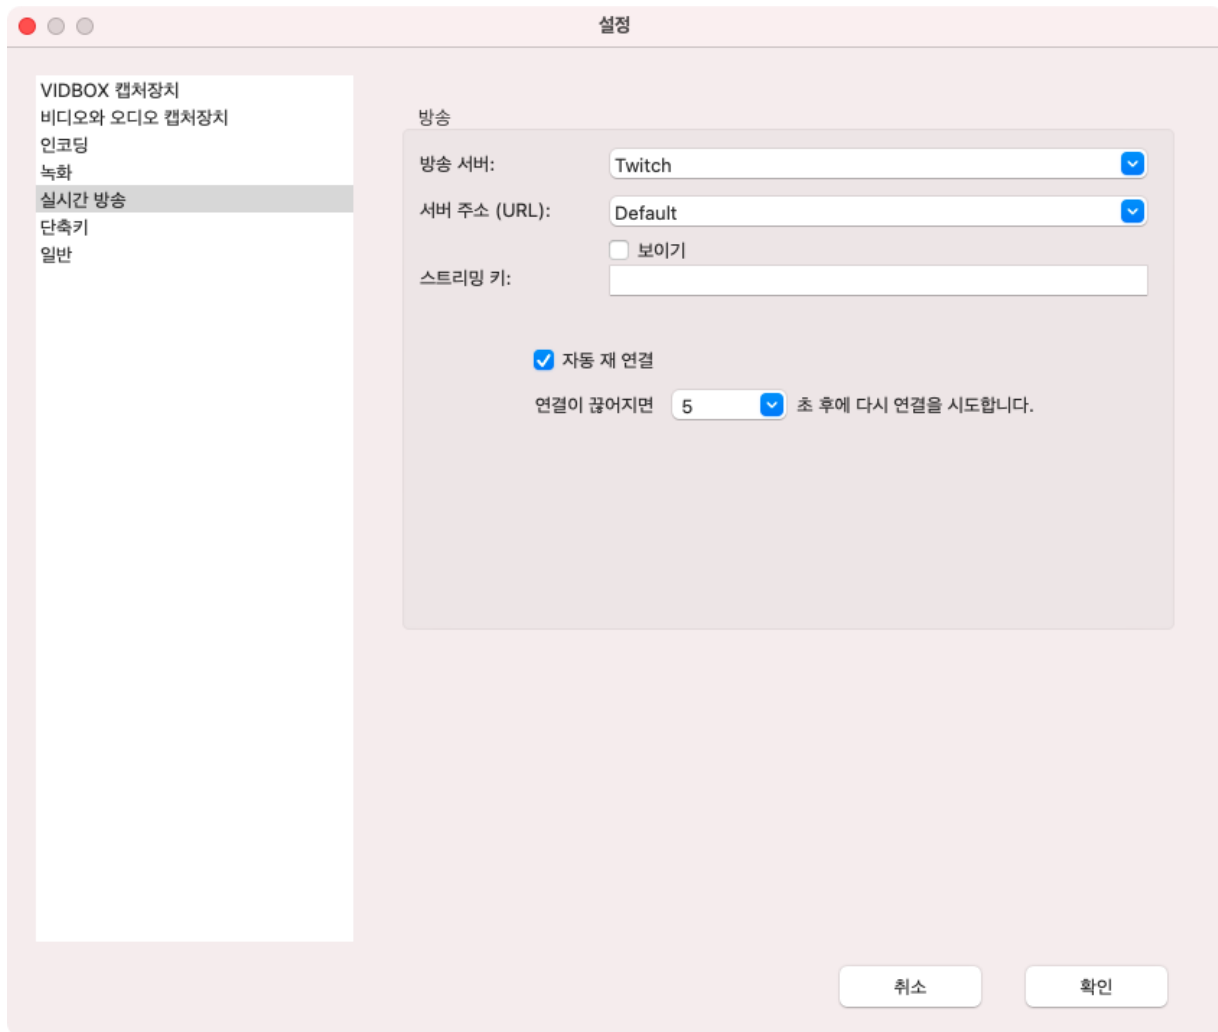 설정
VIDBOX 캡처장치
비디오와 오디오 캡처장치
인코딩
녹화
실시간 방송
단축키
일반
방송
방송 서버: Twitch
서버 주소 (URL): Default
보이기
스트리밍 키:
자동 재 연결
연결이 끊어지면 5 초 후에 다시 연결을 시도합니다.
취소 확인